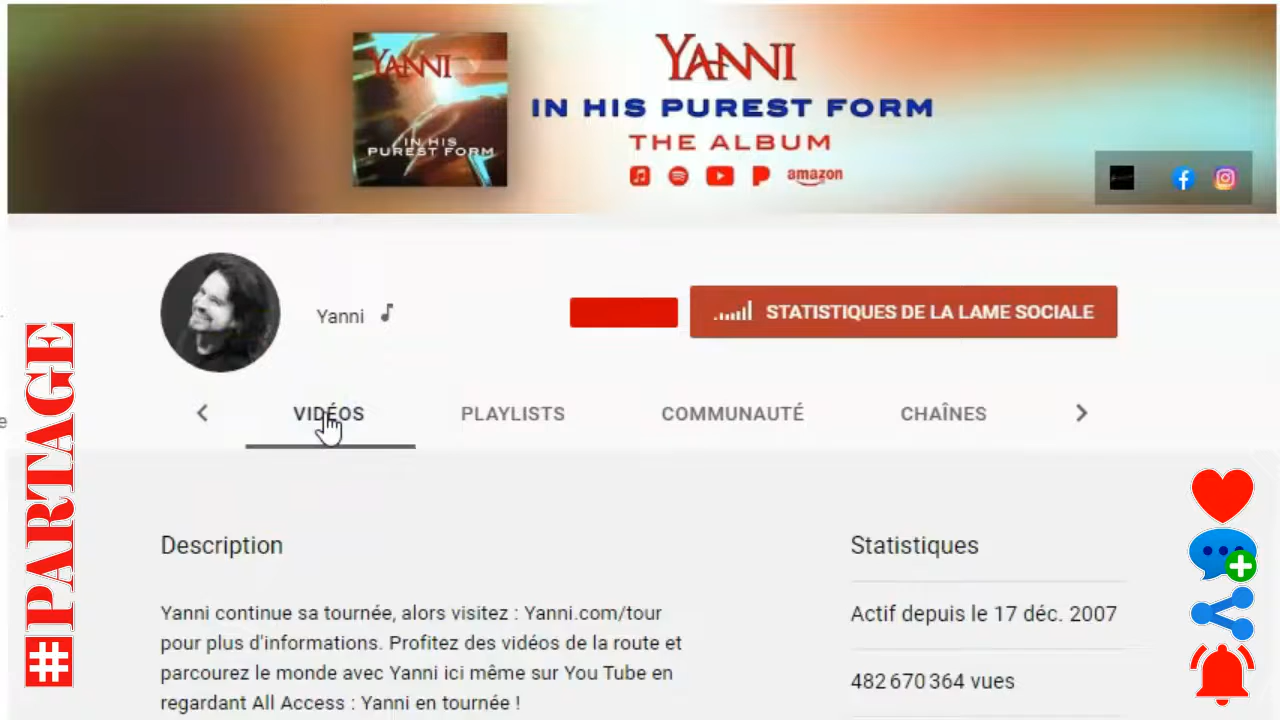 YANNI
IN HIS
PUREST FORM
YANNI
IN HIS PUREST FORM
THE ALBUM
amazon
Yanni
STATISTIQUES DE LA LAME SOCIALE
VIDÉOS
PLAYLISTS
COMMUNAUTÉ
CHAÎNES
#PARTAGE
Description
Yanni continue sa tournée, alors visitez : Yanni.com/tour
pour plus d'informations. Profitez des vidéos de la route et
parcourez le monde avec Yanni ici même sur You Tube en
regardant All Access : Yanni en tournée !
Statistiques
Actif depuis le 17 déc. 2007
482 670 364 vues